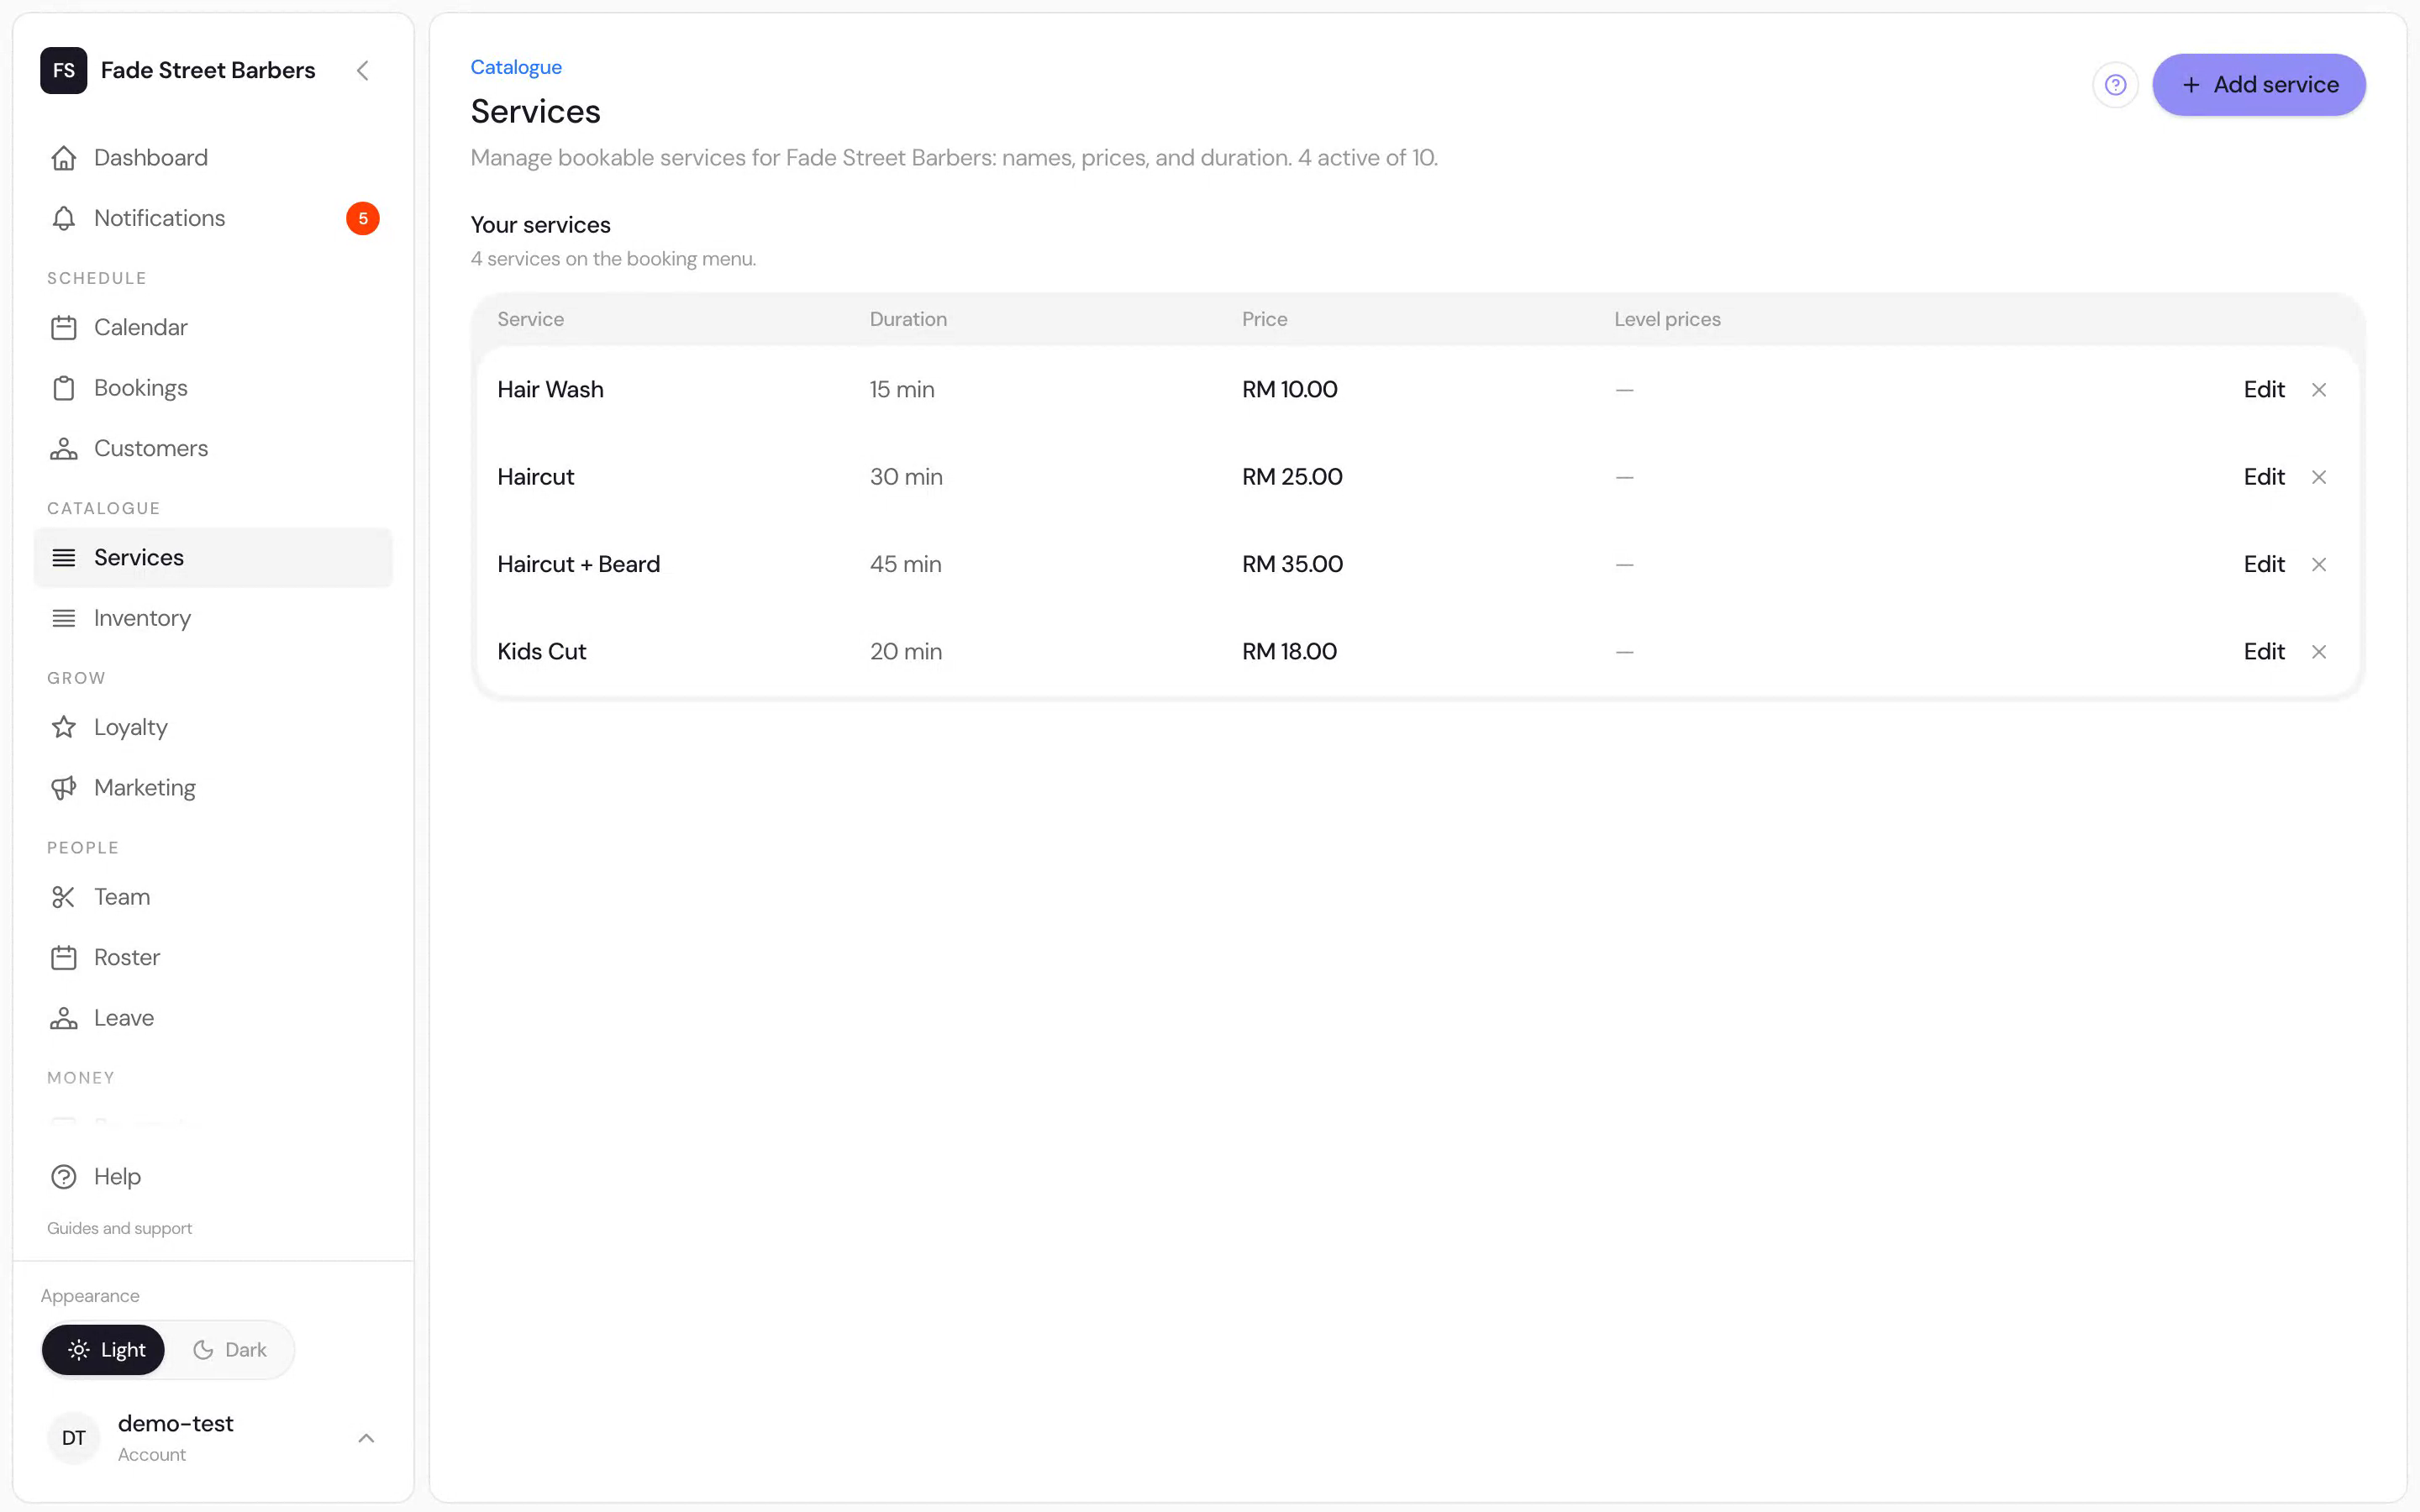 FS Fade Street Barbers
Dashboard
Notifications 5
SCHEDULE
Calendar
Bookings
Customers
CATALOGUE
Services
Inventory
GROW
Loyalty
Marketing
PEOPLE
Team
Roster
Leave
MONEY
Help
Guides and support
Appearance
Light Dark
DT demo-test
Account
Catalogue
Services
Manage bookable services for Fade Street Barbers: names, prices, and duration. 4 active of 10.
? + Add service
Your services
4 services on the booking menu.
Service Duration Price Level prices
Hair Wash 15 min RM 10.00 — Edit ×
Haircut 30 min RM 25.00 — Edit ×
Haircut + Beard 45 min RM 35.00 — Edit ×
Kids Cut 20 min RM 18.00 — Edit ×